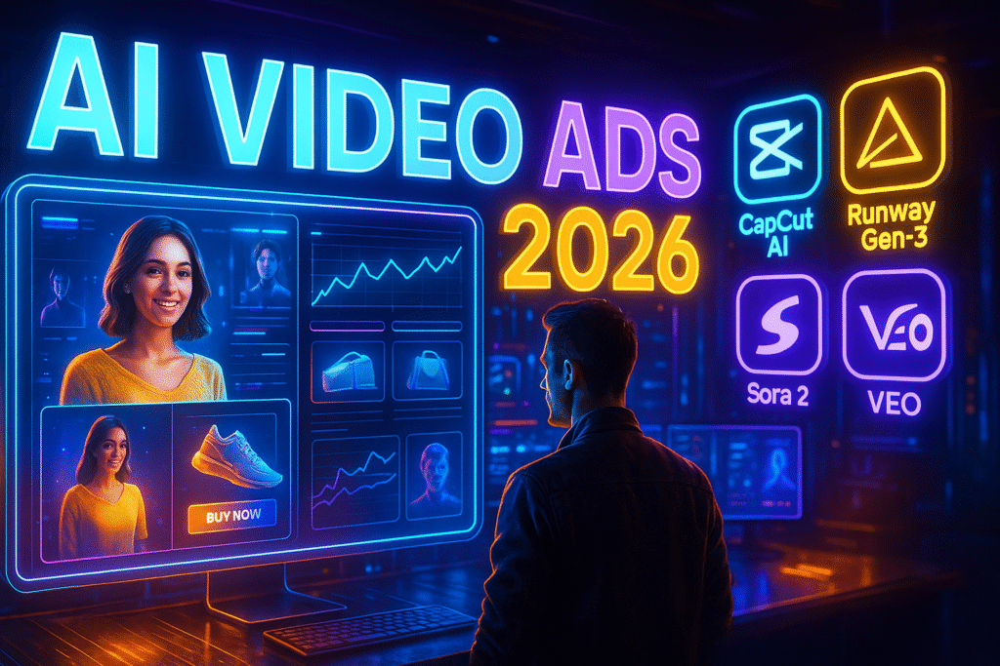 AI VIDEO ADS
2026
CapCut
AI
Runway
Gen-3
Sora 2
VEO
VEO
BUY NOW